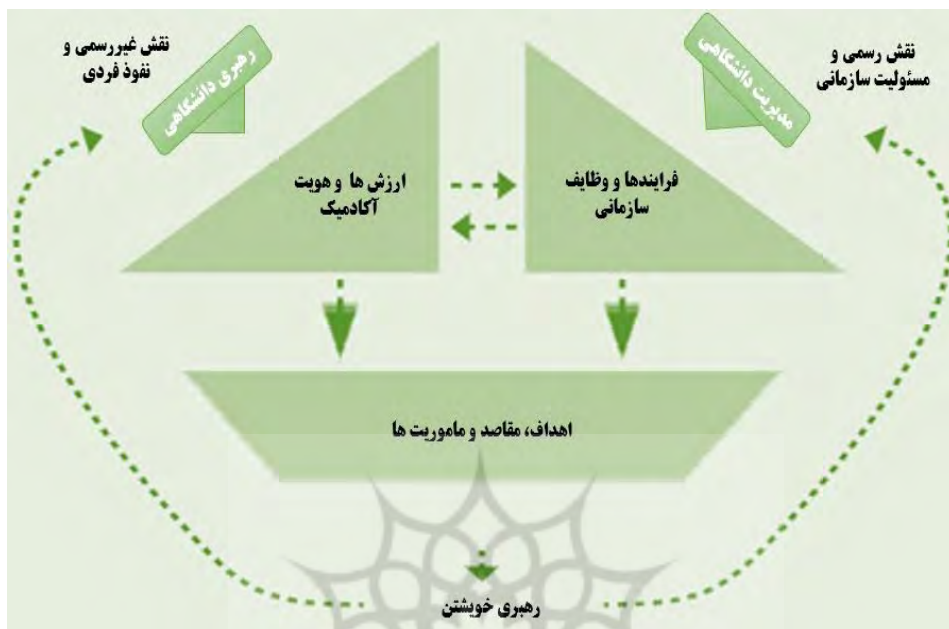 نقش رسمی و
مسئولیت سازمانی
مدیریت دانشگاهی
رهبری دانشگاهی
نقش غیررسمی و
نفوذ فردی
فرایندها و وظایف
سازمانی
ارزش ها و هویت
آکادمیک
اهداف، مقاصد و ماموریت ها
رهبری خویشتن